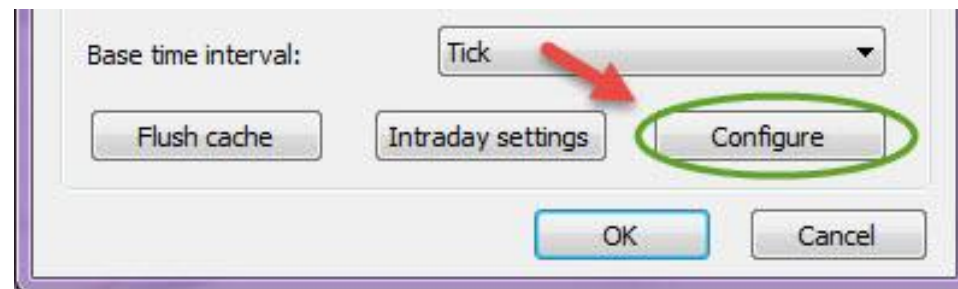 Base time interval: Tick
Flush cache Intraday settings Configure
OK Cancel